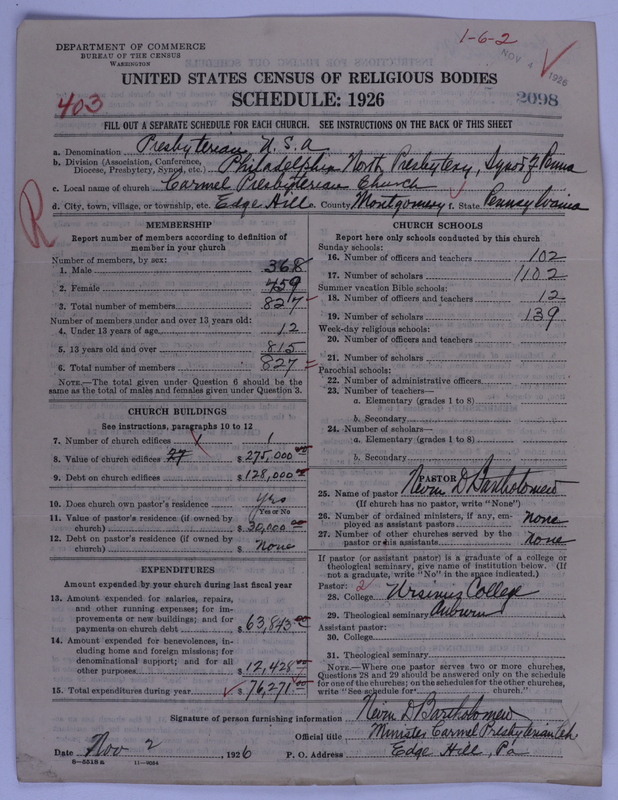 1-6-2
NOV 4 1926
DEPARTMENT OF COMMERCE
BUREAU OF THE CENSUS
WASHINGTON
UNITED STATES CENSUS OF RELIGIOUS BODIES
403
SCHEDULE: 1926
2098
FILL OUT A SEPARATE SCHEDULE FOR EACH CHURCH. SEE INSTRUCTIONS ON THE BACK OF THIS SHEET
a. Denomination Presbyterian, U.S.A
b. Division (Association, Conference, Diocese, Presbytery, Synod, etc.) Philadelphia North Presbytery, Synod of Penna
c. Local name of church Carmel Presbyterian Church
d. City, town, village, or township, etc. Edge Hill e. County Montgomery f. State Pennsylvania
R
MEMBERSHIP
Report number of members according to definition of
member in your church
Number of members, by sex:
1. Male 368
2. Female 459
3. Total number of members 827
Number of members under and over 13 years old:
4. Under 13 years of age 12
5. 13 years old and over 815
6. Total number of members 827
NOTE.—The total given under Question 6 should be the
same as the total of males and females given under Question 3.
CHURCH BUILDINGS
See instructions, paragraphs 10 to 12
7. Number of church edifices 1
8. Value of church edifices $275,000.00
9. Debt on church edifices $128,000.00
10. Does church own pastor's residence Yes
Yes or No
11. Value of pastor's residence (if owned by
church) $20,000.00
12. Debt on pastor's residence (if owned by
church) $ None
EXPENDITURES
Amount expended by your church during last fiscal year
13. Amount expended for salaries, repairs,
and other running expenses; for im-
provements or new buildings; and for
payments on church debt $63,843.00
14. Amount expended for benevolences, in-
cluding home and foreign missions; for
denominational support; and for all
other purposes $12,428.00
15. Total expenditures during year $76,271.00
CHURCH SCHOOLS
Report here only schools conducted by this church
Sunday schools:
16. Number of officers and teachers 102
17. Number of scholars 1102
Summer vacation Bible schools:
18. Number of officers and teachers 12
19. Number of scholars 139
Week-day religious schools:
20. Number of officers and teachers
21. Number of scholars
Parochial schools:
22. Number of administrative officers
23. Number of teachers—
a. Elementary (grades 1 to 8)
b. Secondary
24. Number of scholars—
a. Elementary (grades 1 to 8)
b. Secondary
PASTOR
25. Name of pastor Nevin D Bartholomew
(If church has no pastor, write "None")
26. Number of ordained ministers, if any, em-
ployed as assistant pastors none
27. Number of other churches served by the
pastor or his assistants none
If pastor (or assistant pastor) is a graduate of a college or
theological seminary, give name of institution below. (If
not a graduate, write "No" in the space indicated.)
Pastor: 2
28. College Ursinus College
29. Theological seminary Auburn
Assistant pastor:
30. College
31. Theological seminary
NOTE.—Where one pastor serves two or more churches,
Questions 28 and 29 should be answered only on the schedule
for one of the churches; on the schedules for the other churches,
write "See schedule for church."
Signature of person furnishing information Nevin D Bartholomew
Official title Minister Carmel Presbyterian Ch.
Date Nov 2, 1926 P. O. Address Edge Hill, Pa
8—5518a 11—9054